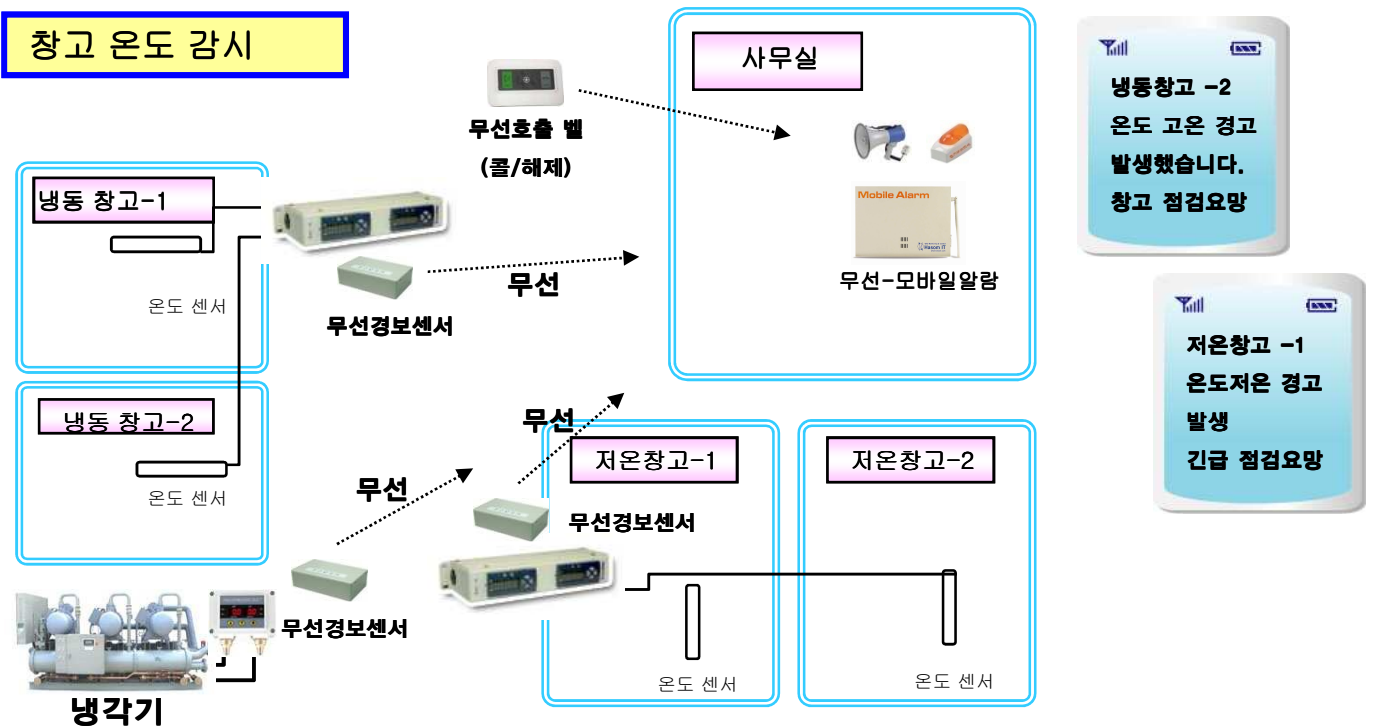 창고 온도 감시
사무실
무선호출 벨
(콜/해제)
냉동 창고-1
온도 센서
무선경보센서
무선
Mobile Alarm
Hasom IT
무선-모바일알람
냉동창고 -2
온도 고온 경고
발생했습니다.
창고 점검요망
저온창고 -1
온도저온 경고
발생
긴급 점검요망
냉동 창고-2
온도 센서
무선
무선
저온창고-1
저온창고-2
무선경보센서
무선경보센서
온도 센서
온도 센서
냉각기